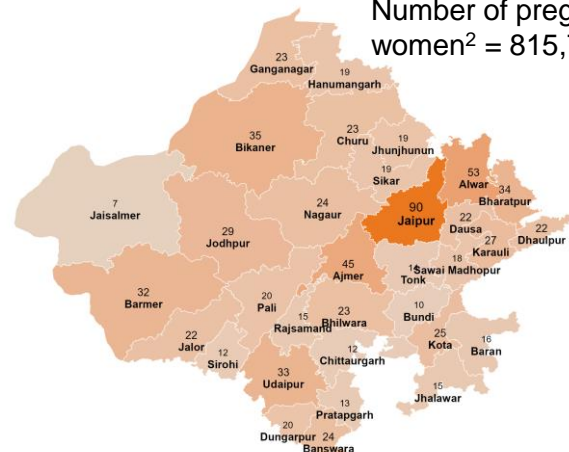 Number of preg
women² = 815,
23
Ganganagar
19
Hanumangarh
35
Bikaner
23
Churu
19
Jhunjhunun
19
Sikar
53
Alwar
34
Bharatpur
7
Jaisalmer
24
Nagaur
90
Jaipur
22
Dausa
22
Dhaulpur
29
Jodhpur
27
Karauli
45
Ajmer
Tonk
18
Sawai Madhopur
32
Barmer
20
Pali
15
Rajsamand
23
Bhilwara
10
Bundi
22
Jalor
12
Sirohi
12
Chittaurgarh
25
Kota
16
Baran
33
Udaipur
15
Jhalawar
13
Pratapgarh
20
Dungarpur
24
Banswara